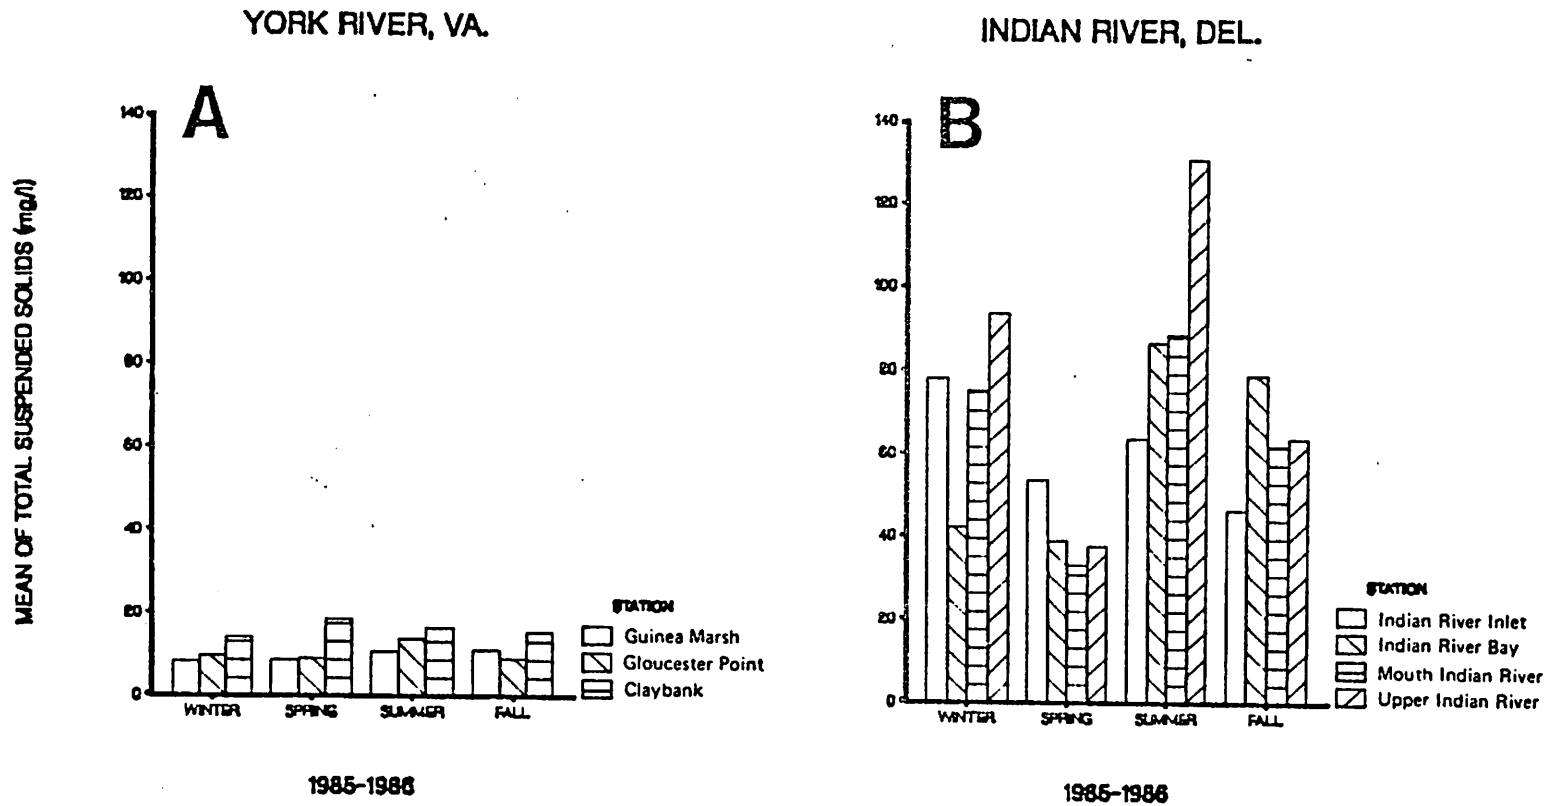 YORK RIVER, VA.
A
MEAN OF TOTAL SUSPENDED SOLIDS (mg/l)
140
120
100
80
60
40
20
0
WINTER
SPRING
SUMMER
FALL
1985-1986
STATION
Guinea Marsh
Gloucester Point
Claybank
INDIAN RIVER, DEL.
B
140
120
100
80
60
40
20
0
WINTER
SPRING
SUMMER
FALL
1985-1986
STATION
Indian River Inlet
Indian River Bay
Mouth Indian River
Upper Indian River